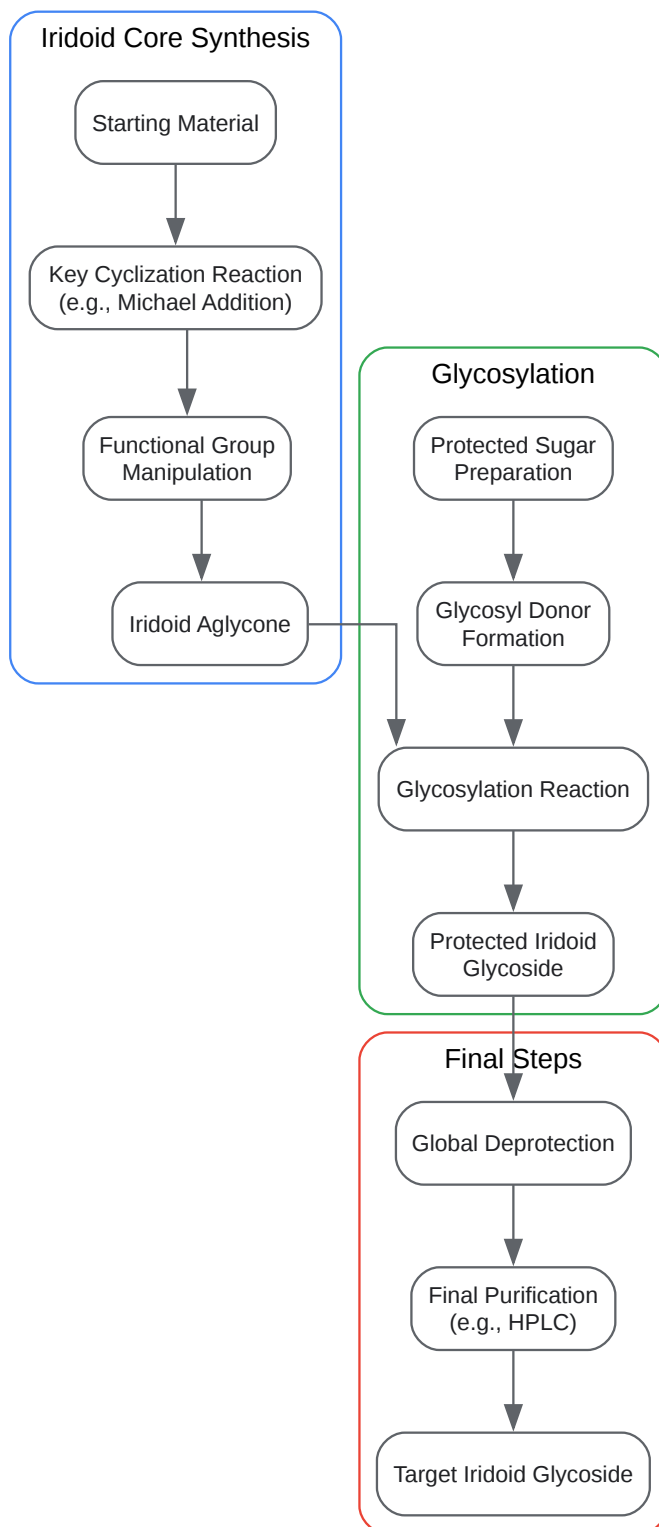 Iridoid Core Synthesis
Starting Material
Key Cyclization Reaction
(e.g., Michael Addition)
Functional Group
Manipulation
Iridoid Aglycone
Glycosylation
Protected Sugar
Preparation
Glycosyl Donor
Formation
Glycosylation Reaction
Protected Iridoid
Glycoside
Final Steps
Global Deprotection
Final Purification
(e.g., HPLC)
Target Iridoid Glycoside